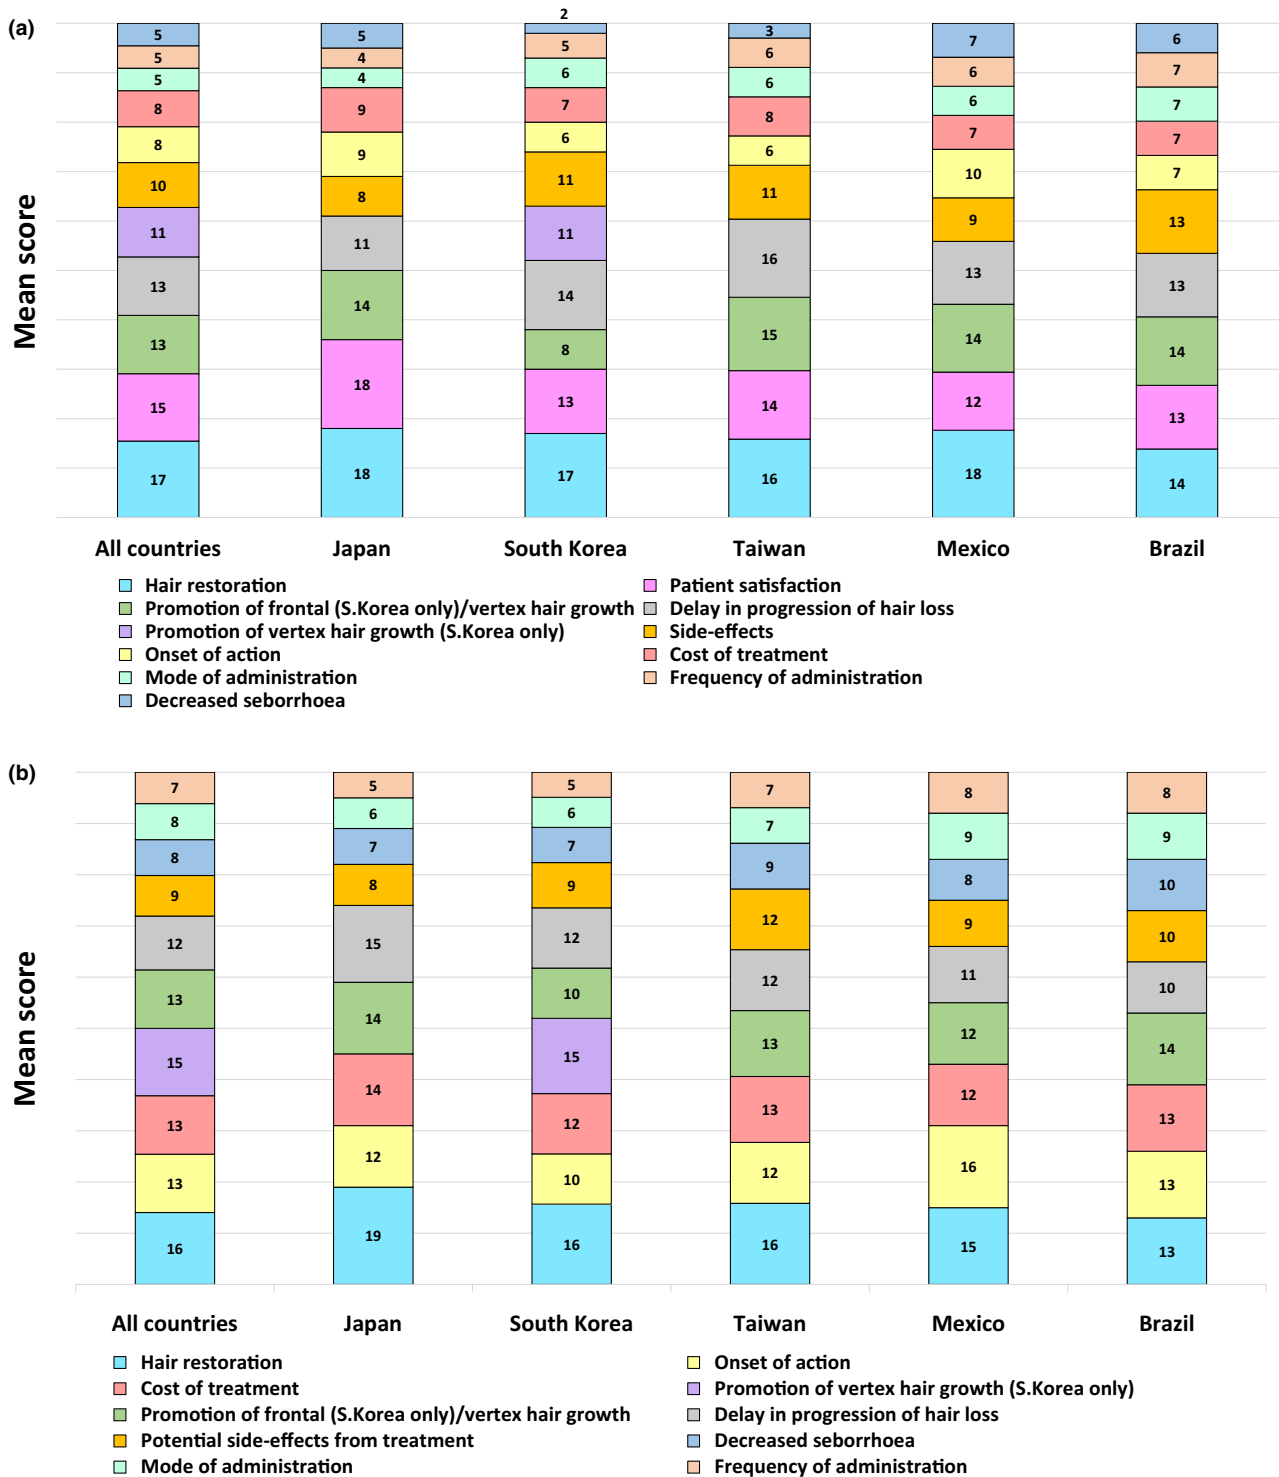 (a)
Mean score
5 5 2 3 7 6
5 4 5 6 6 7
5 4 6 6 6 7
8 9 7 8 7 7
8 9 6 6 10 7
10 8 11 11 9 13
11 11
13 11 14 16 13 13
13 14 8 15 14 14
15 18 13 14 12 13
17 18 17 16 18 14
All countries Japan South Korea Taiwan Mexico Brazil
Hair restoration Patient satisfaction
Promotion of frontal (S.Korea only)/vertex hair growth Delay in progression of hair loss
Promotion of vertex hair growth (S.Korea only) Side-effects
Onset of action Cost of treatment
Mode of administration Frequency of administration
Decreased seborrhoea
(b)
Mean score
7 5 5 7 8 8
8 6 6 7 9 9
8 7 7 9 8 10
9 8 9 12 9 10
12 15 12 12 11 10
13 14 10 13 12 14
15 15
13 14 12 13 12 13
13 12 10 12 16 13
16 19 16 16 15 13
All countries Japan South Korea Taiwan Mexico Brazil
Hair restoration Onset of action
Cost of treatment Promotion of vertex hair growth (S.Korea only)
Promotion of frontal (S.Korea only)/vertex hair growth Delay in progression of hair loss
Potential side-effects from treatment Decreased seborrhoea
Mode of administration Frequency of administration